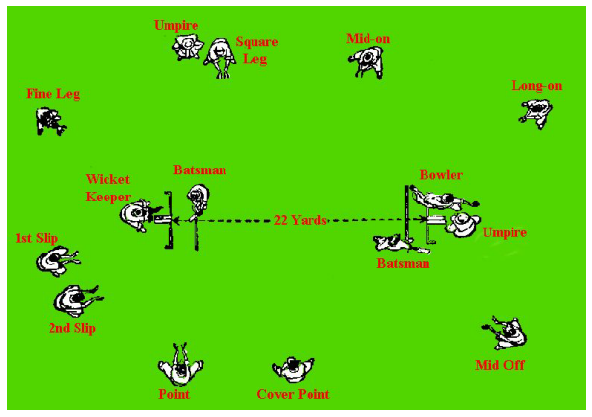 Umpire
Square
Leg
Mid-on
Long-on
Fine Leg
Batsman
Bowler
Wicket
Keeper
22 Yards
Umpire
1st Slip
Batsman
2nd Slip
Mid Off
Point
Cover Point